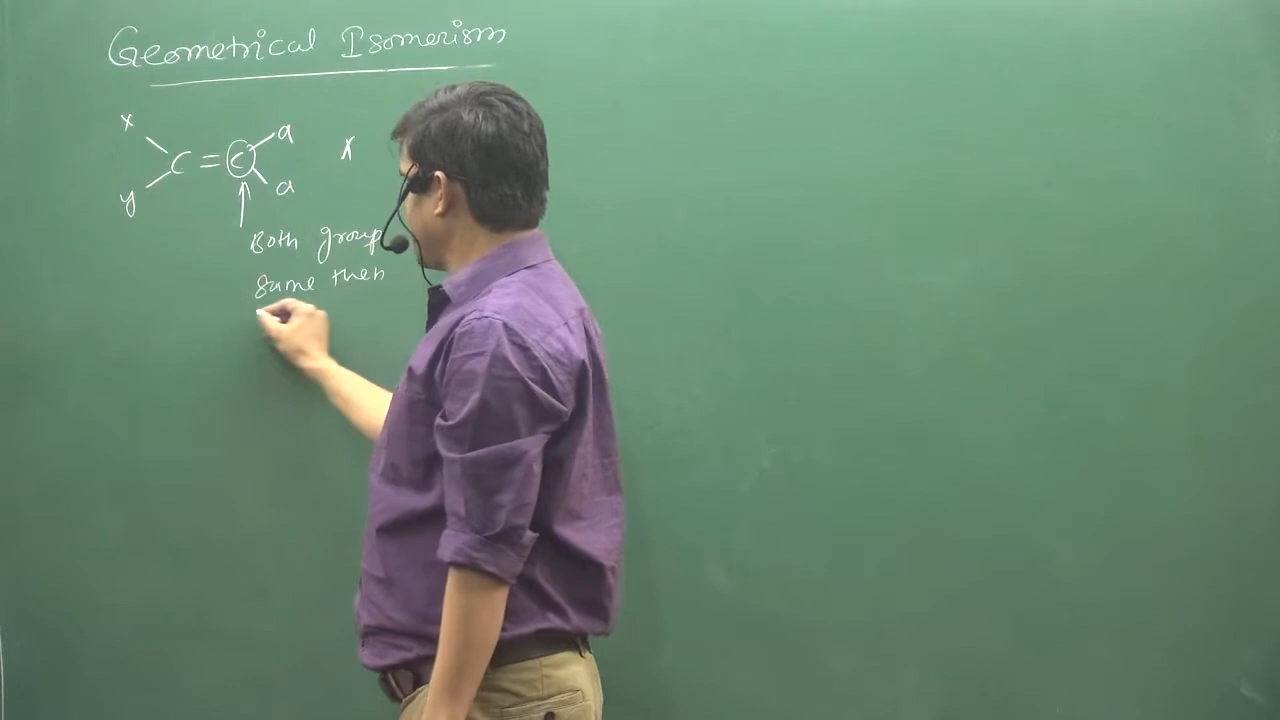 Geometrical Isomerism
x a
C = C x
y a
Both group
same then